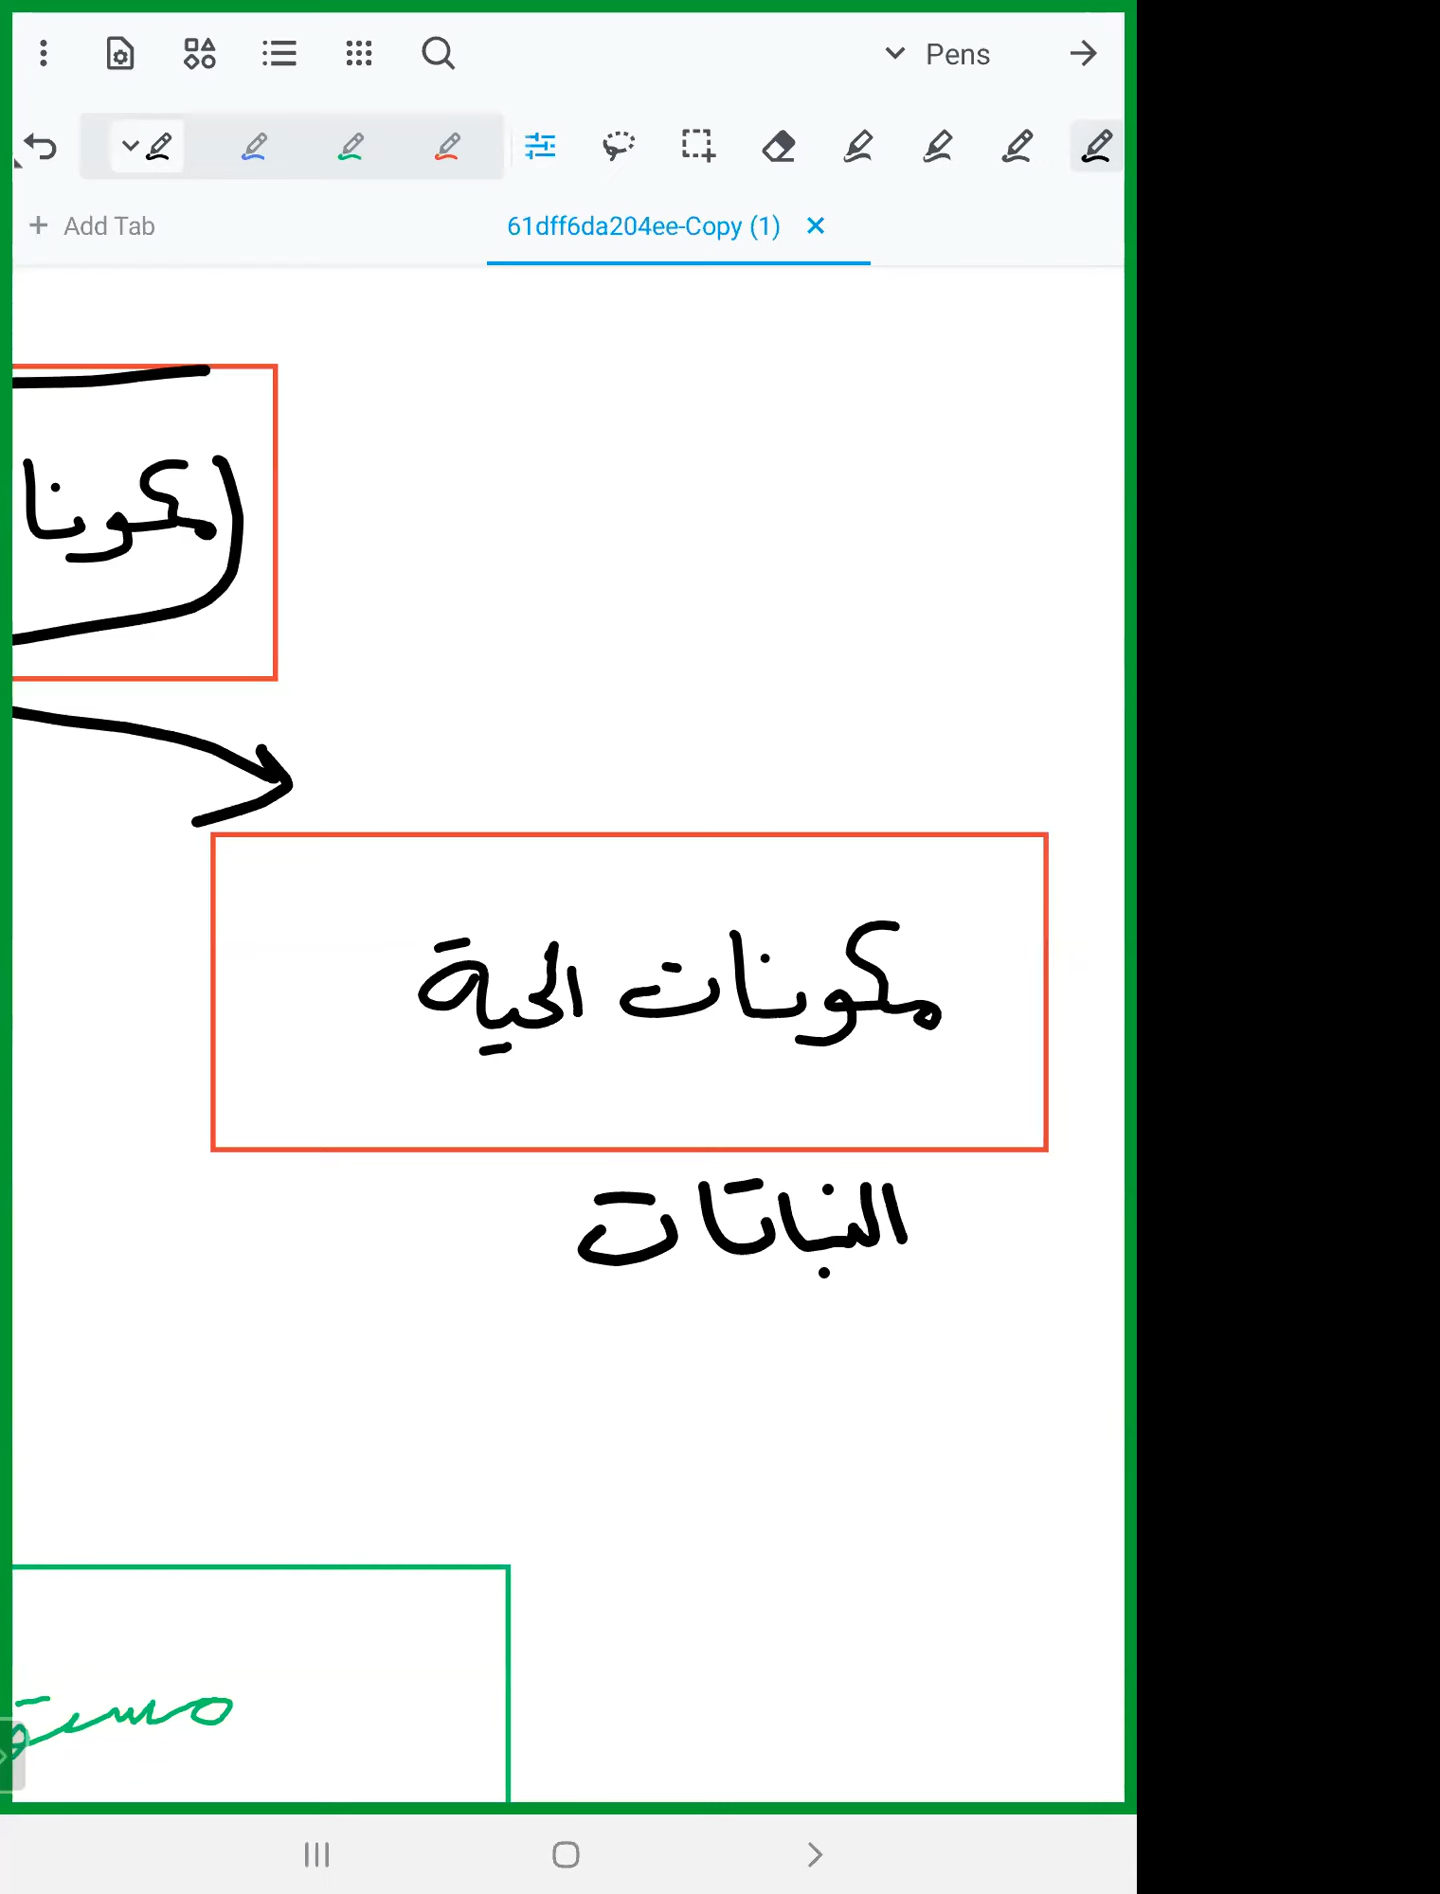 Pens
+ Add Tab
61dff6da204ee-Copy (1) ×
مكونا
مكونات الحية
النباتات